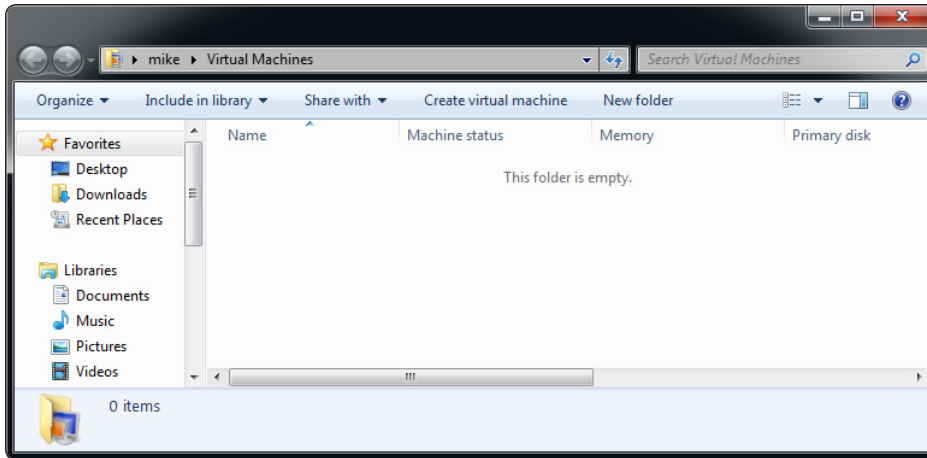 mike Virtual Machines Search Virtual Machines
Organize Include in library Share with Create virtual machine New folder
Name Machine status Memory Primary disk
This folder is empty.
Favorites
Desktop
Downloads
Recent Places
Libraries
Documents
Music
Pictures
Videos
0 items